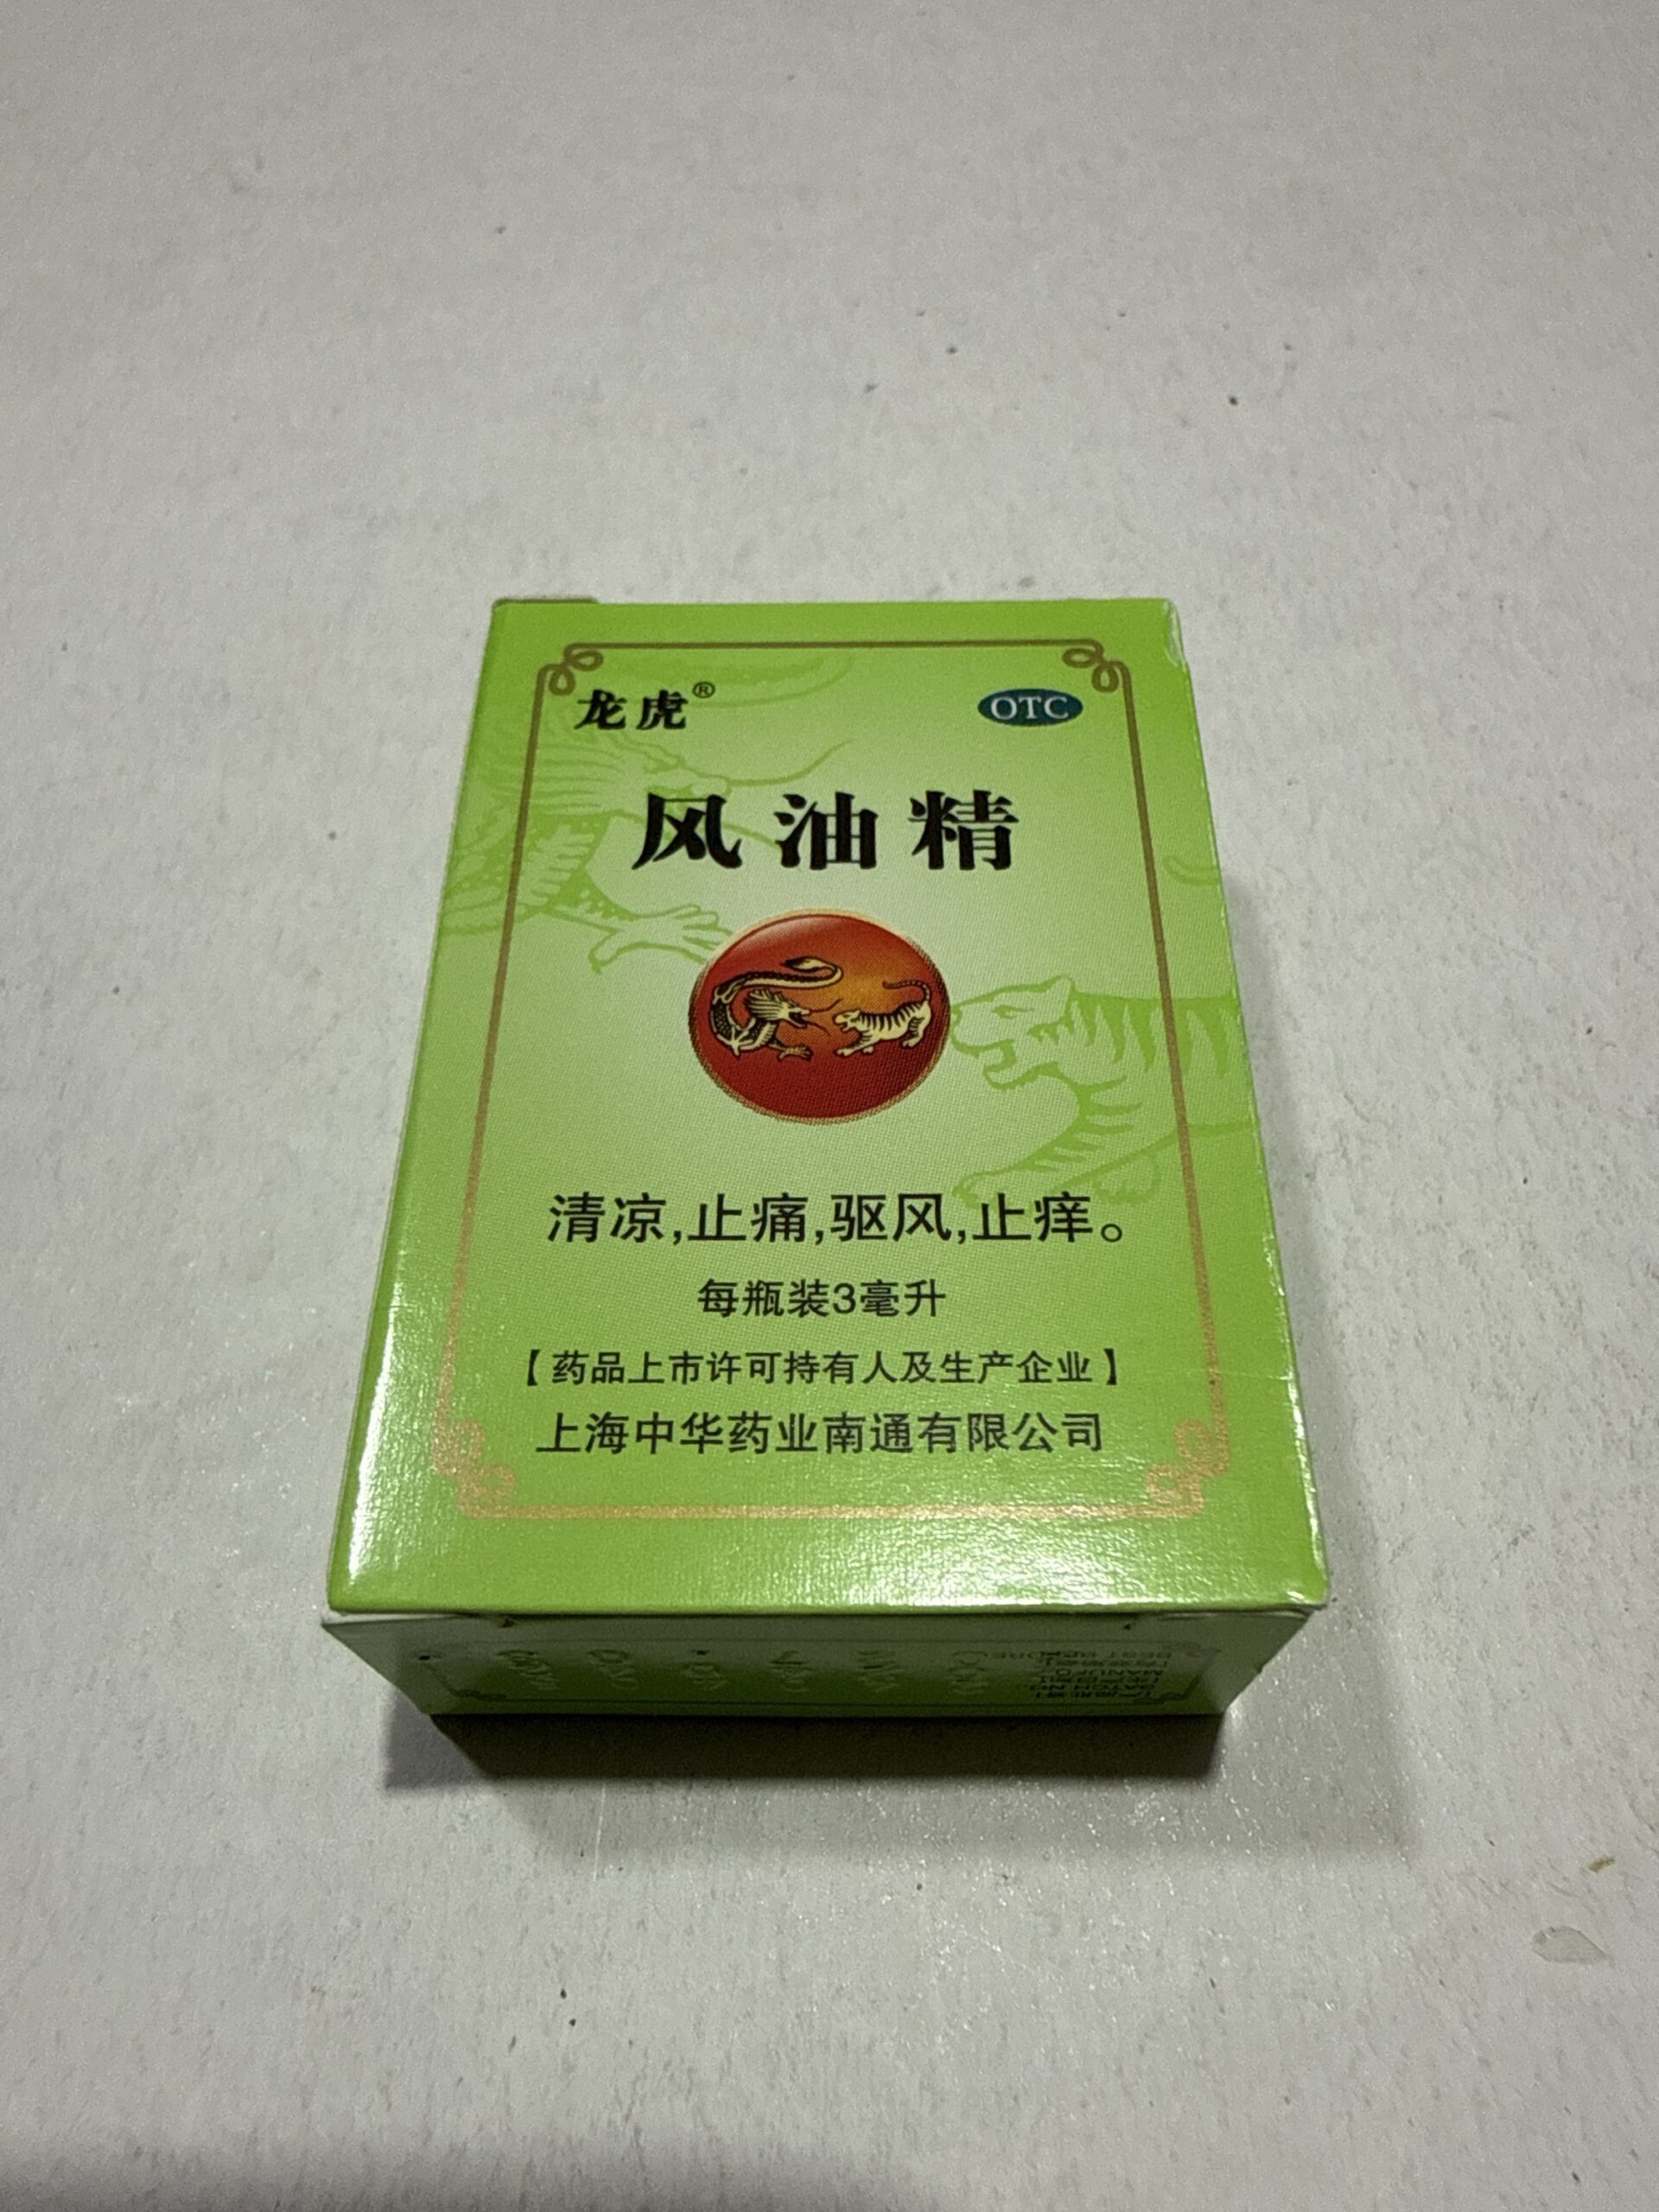 龙虎®
OTC
风油精
清凉,止痛,驱风,止痒。
每瓶装3毫升
【药品上市许可持有人及生产企业】
上海中华药业南通有限公司